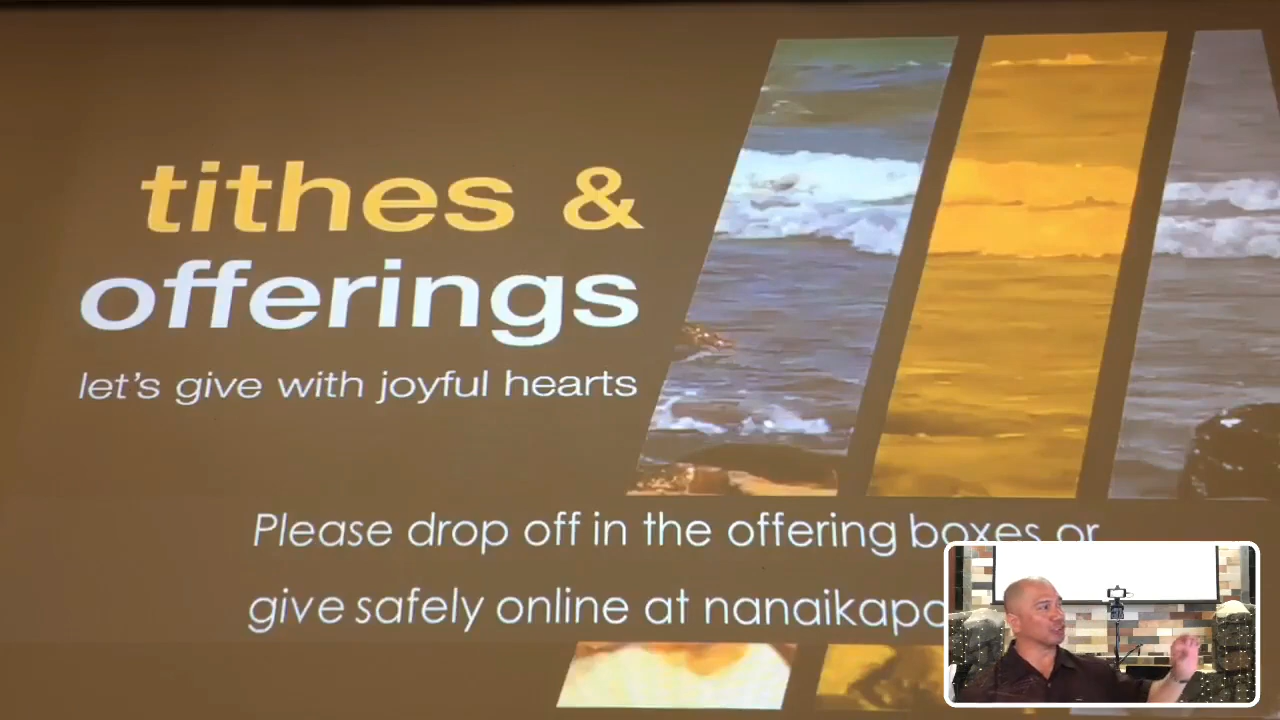 tithes &
offerings
let's give with joyful hearts
Please drop off in the offering boxes or
give safely online at